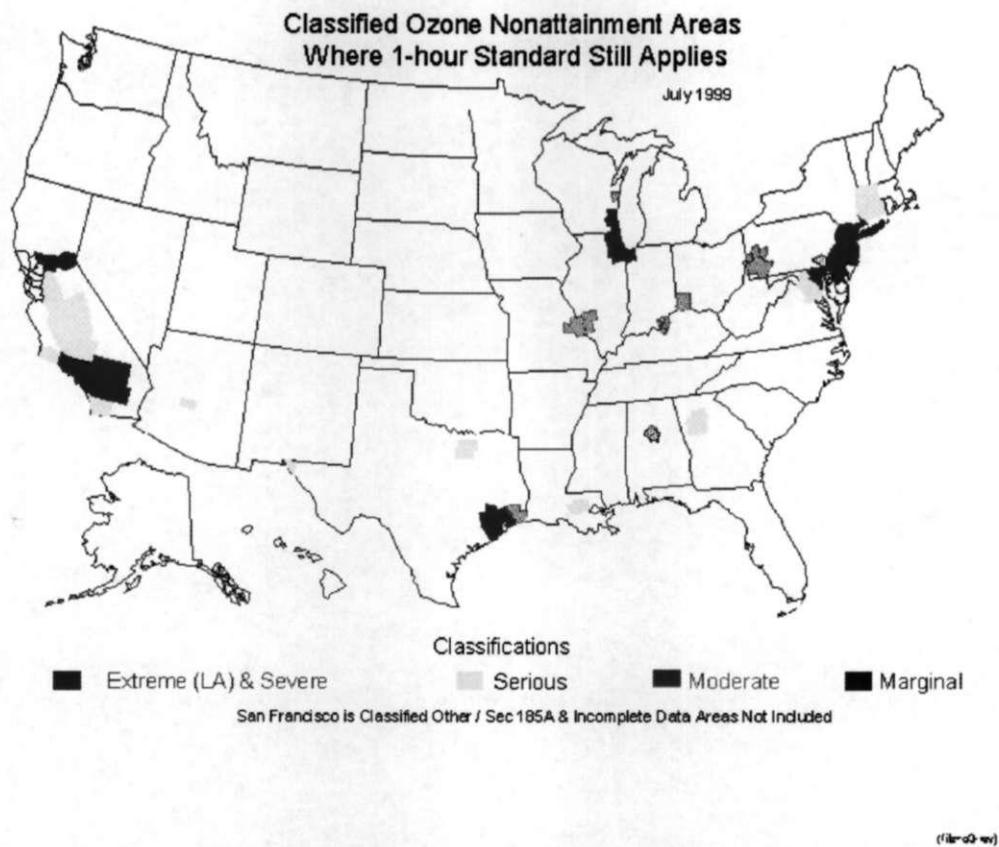 Classified Ozone Nonattainment Areas
Where 1-hour Standard Still Applies
July 1999
Classifications
Extreme (LA) & Severe
Serious
Moderate
Marginal
San Francisco is Classified Other / Sec 185A & Incomplete Data Areas Not Included